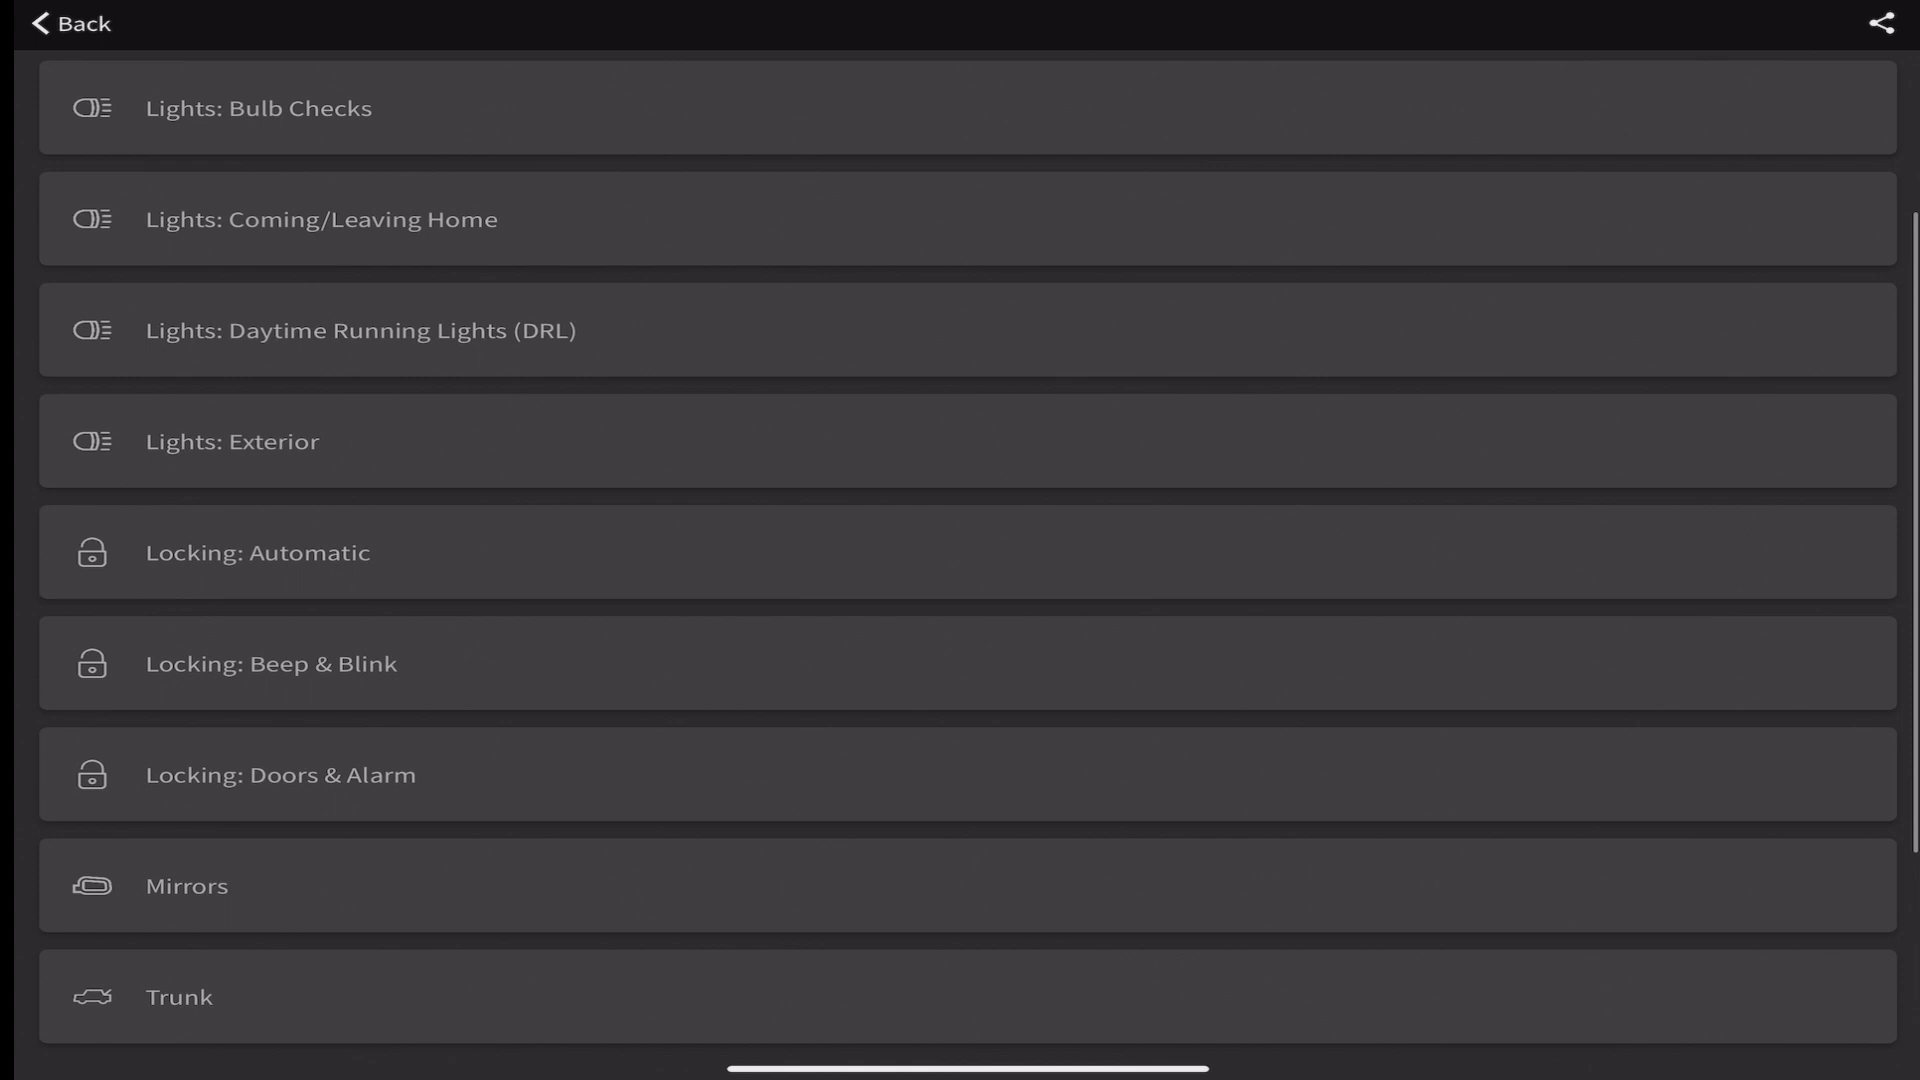 Back
Lights: Bulb Checks
Lights: Coming/Leaving Home
Lights: Daytime Running Lights (DRL)
Lights: Exterior
Locking: Automatic
Locking: Beep & Blink
Locking: Doors & Alarm
Mirrors
Trunk